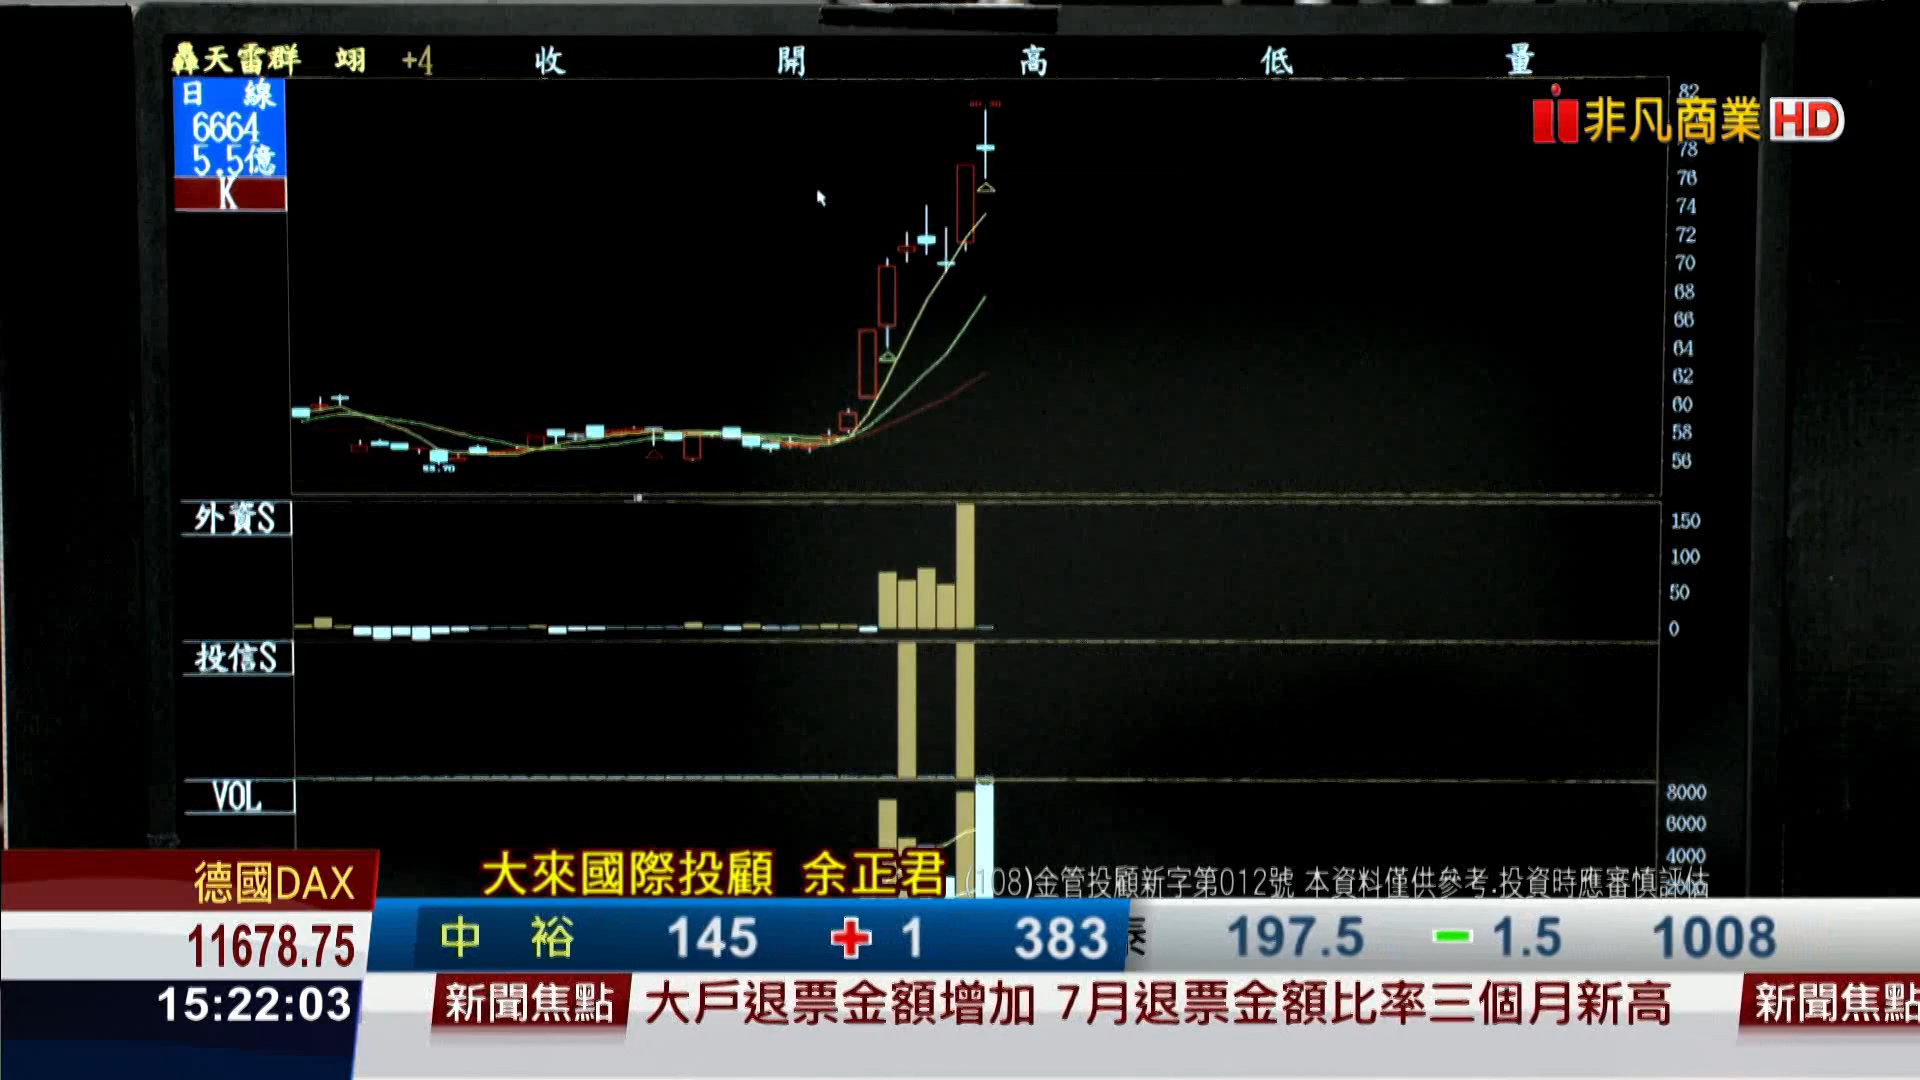 轟天雷群 翊 +4 收 開 高 低 量
日 線
6664
5.5億
K
82
非凡商業HD
78
76
74
72
70
68
66
64
62
60
58
56
55.70
外資S
150
100
50
0
投信S
VOL
8000
6000
4000
大來國際投顧 余正君
(108)金管投顧新字第012號 本資料僅供參考.投資時應審慎評估
德國DAX
11678.75
中 裕 145 + 1 383
197.5 - 1.5 1008
15:22:03
新聞焦點 大戶退票金額增加 7月退票金額比率三個月新高 新聞焦點